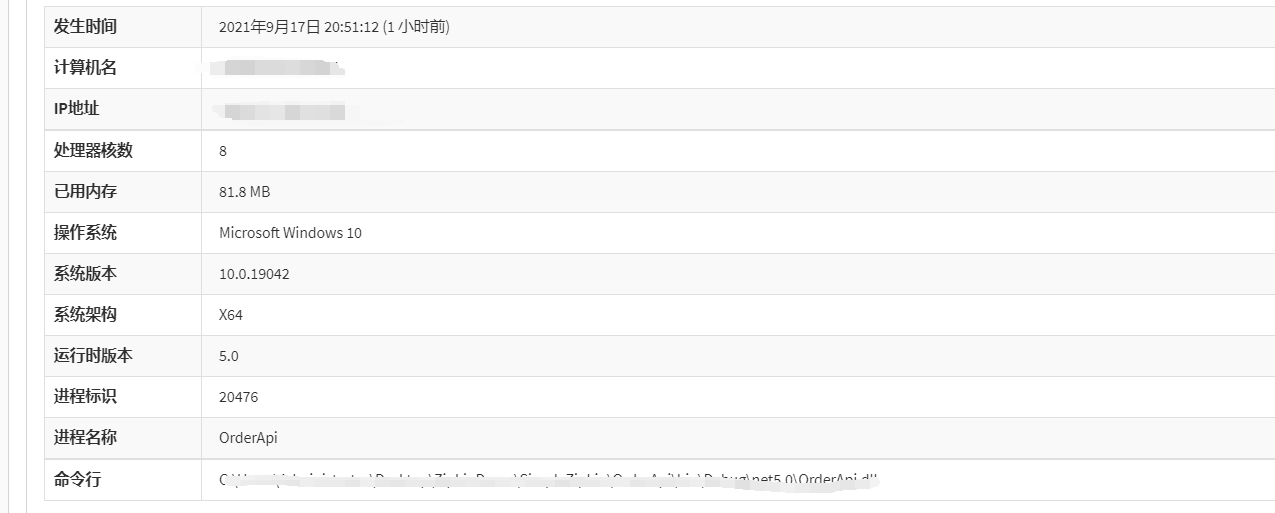 发生时间 2021年9月17日 20:51:12 (1 小时前)
计算机名
IP地址
处理器核数 8
已用内存 81.8 MB
操作系统 Microsoft Windows 10
系统版本 10.0.19042
系统架构 X64
运行时版本 5.0
进程标识 20476
进程名称 OrderApi
命令行 \net5.0\OrderApi.dll